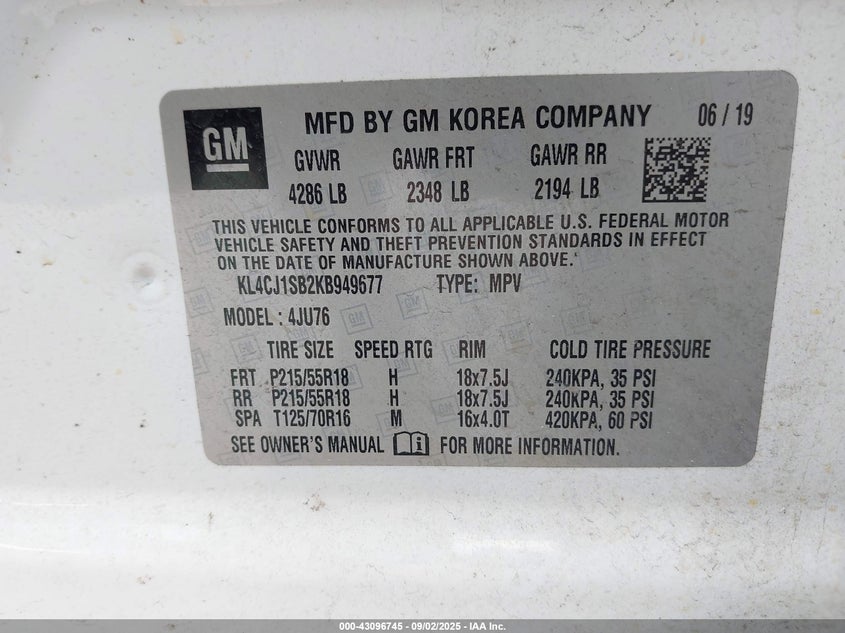 GM
MFD BY GM KOREA COMPANY 06 / 19
GVWR GAWR FRT GAWR RR
4286 LB 2348 LB 2194 LB
THIS VEHICLE CONFORMS TO ALL APPLICABLE U.S. FEDERAL MOTOR
VEHICLE SAFETY AND THEFT PREVENTION STANDARDS IN EFFECT
ON THE DATE OF MANUFACTURE SHOWN ABOVE.
KL4CJ1SB2KB949677 TYPE: MPV
MODEL : 4JU76
TIRE SIZE SPEED RTG RIM COLD TIRE PRESSURE
FRT P215/55R18 H 18x7.5J 240KPA, 35 PSI
RR P215/55R18 H 18x7.5J 240KPA, 35 PSI
SPA T125/70R16 M 16x4.0T 420KPA, 60 PSI
SEE OWNER'S MANUAL i FOR MORE INFORMATION.
000-43096745 - 09/02/2025 - IAA Inc.